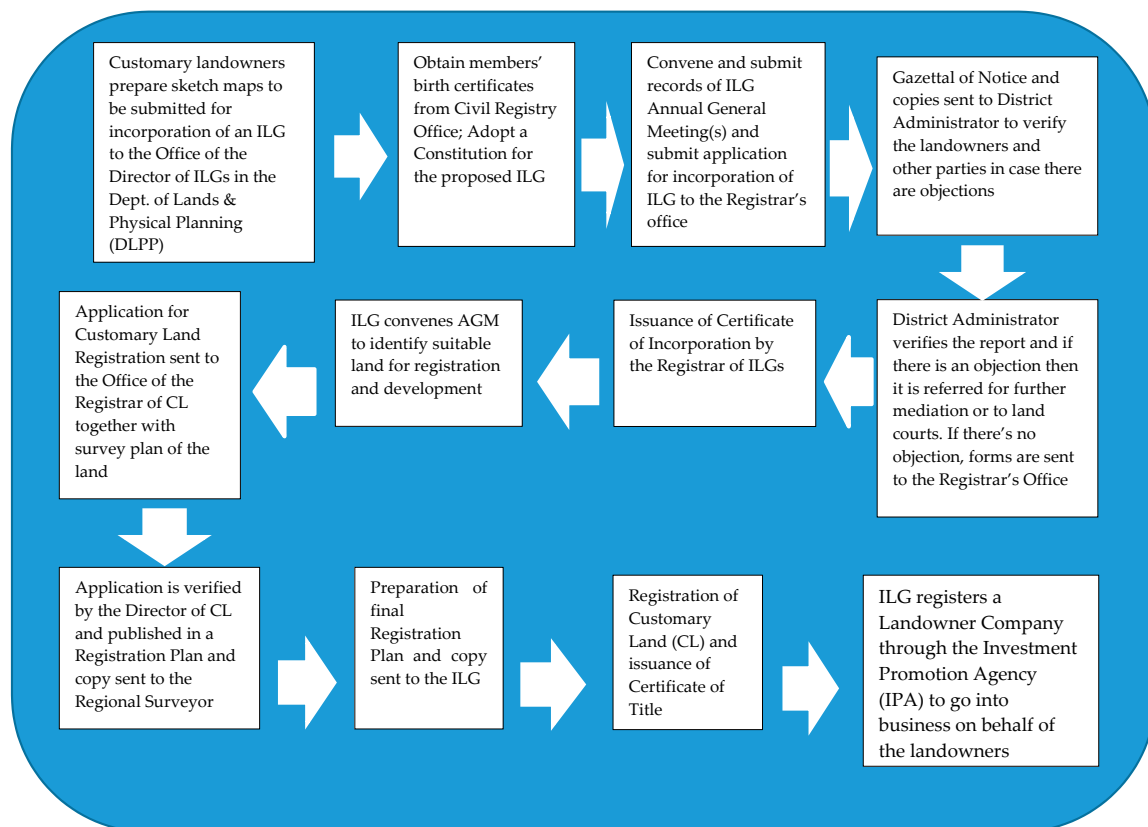 Customary landowners
prepare sketch maps to
be submitted for
incorporation of an ILG
to the Office of the
Director of ILGs in the
Dept. of Lands &
Physical Planning
(DLPP)
Obtain members’
birth certificates
from Civil Registry
Office; Adopt a
Constitution for
the proposed ILG
Convene and submit
records of ILG
Annual General
Meeting(s) and
submit application
for incorporation of
ILG to the Registrar’s
office
Gazettal of Notice and
copies sent to District
Administrator to verify
the landowners and
other parties in case there
are objections
District Administrator
verifies the report and if
there is an objection then
it is referred for further
mediation or to land
courts. If there’s no
objection, forms are sent
to the Registrar’s Office
Issuance of Certificate
of Incorporation by
the Registrar of ILGs
ILG convenes AGM
to identify suitable
land for registration
and development
Application for
Customary Land
Registration sent to
the Office of the
Registrar of CL
together with
survey plan of the
land
Application is verified
by the Director of CL
and published in a
Registration Plan and
copy sent to the
Regional Surveyor
Preparation of
final
Registration
Plan and copy
sent to the ILG
Registration of
Customary
Land (CL) and
issuance of
Certificate of
Title
ILG registers a
Landowner Company
through the Investment
Promotion Agency
(IPA) to go into
business on behalf of
the landowners